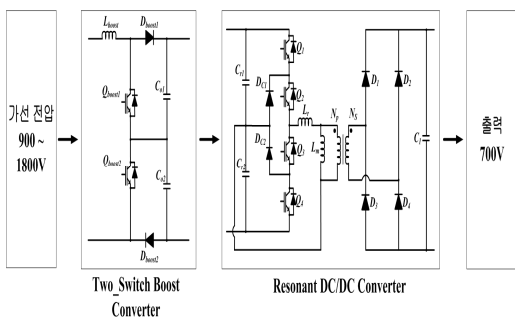 가선 전압
900 ~
1800V
L_boost
D_boost1
Q_boost1
C_o1
Q_boost2
C_o2
D_boost2
Two_Switch Boost
Converter
Q_1
C_r1
D_C1
Q_2
L_r
N_p
N_S
D_1
D_2
D_C2
Q_3
L_m
C_f
C_r2
Q_4
D_3
D_4
Resonant DC/DC Converter
출력
700V